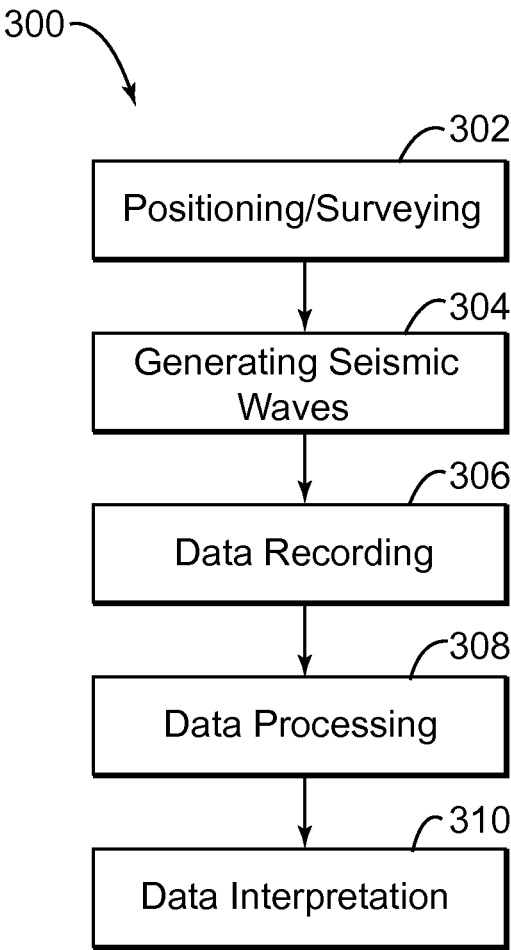 300
302
Positioning/Surveying
304
Generating Seismic
Waves
306
Data Recording
308
Data Processing
310
Data Interpretation